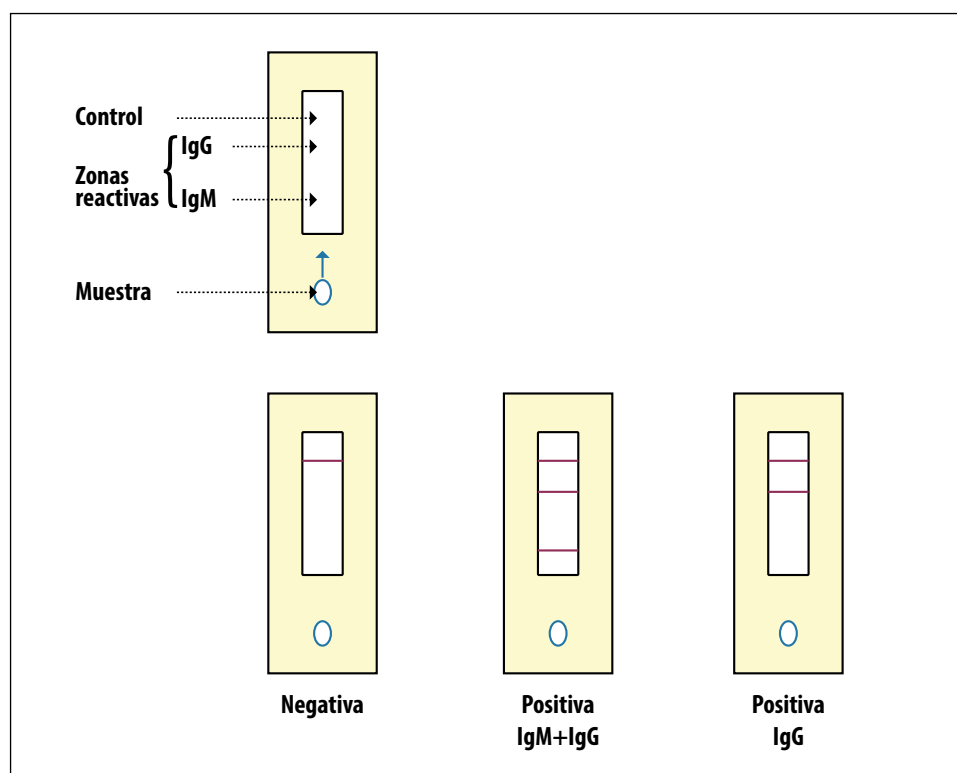 Control
IgG
Zonas
reactivas
IgM
Muestra
Negativa
Positiva
IgM+IgG
Positiva
IgG